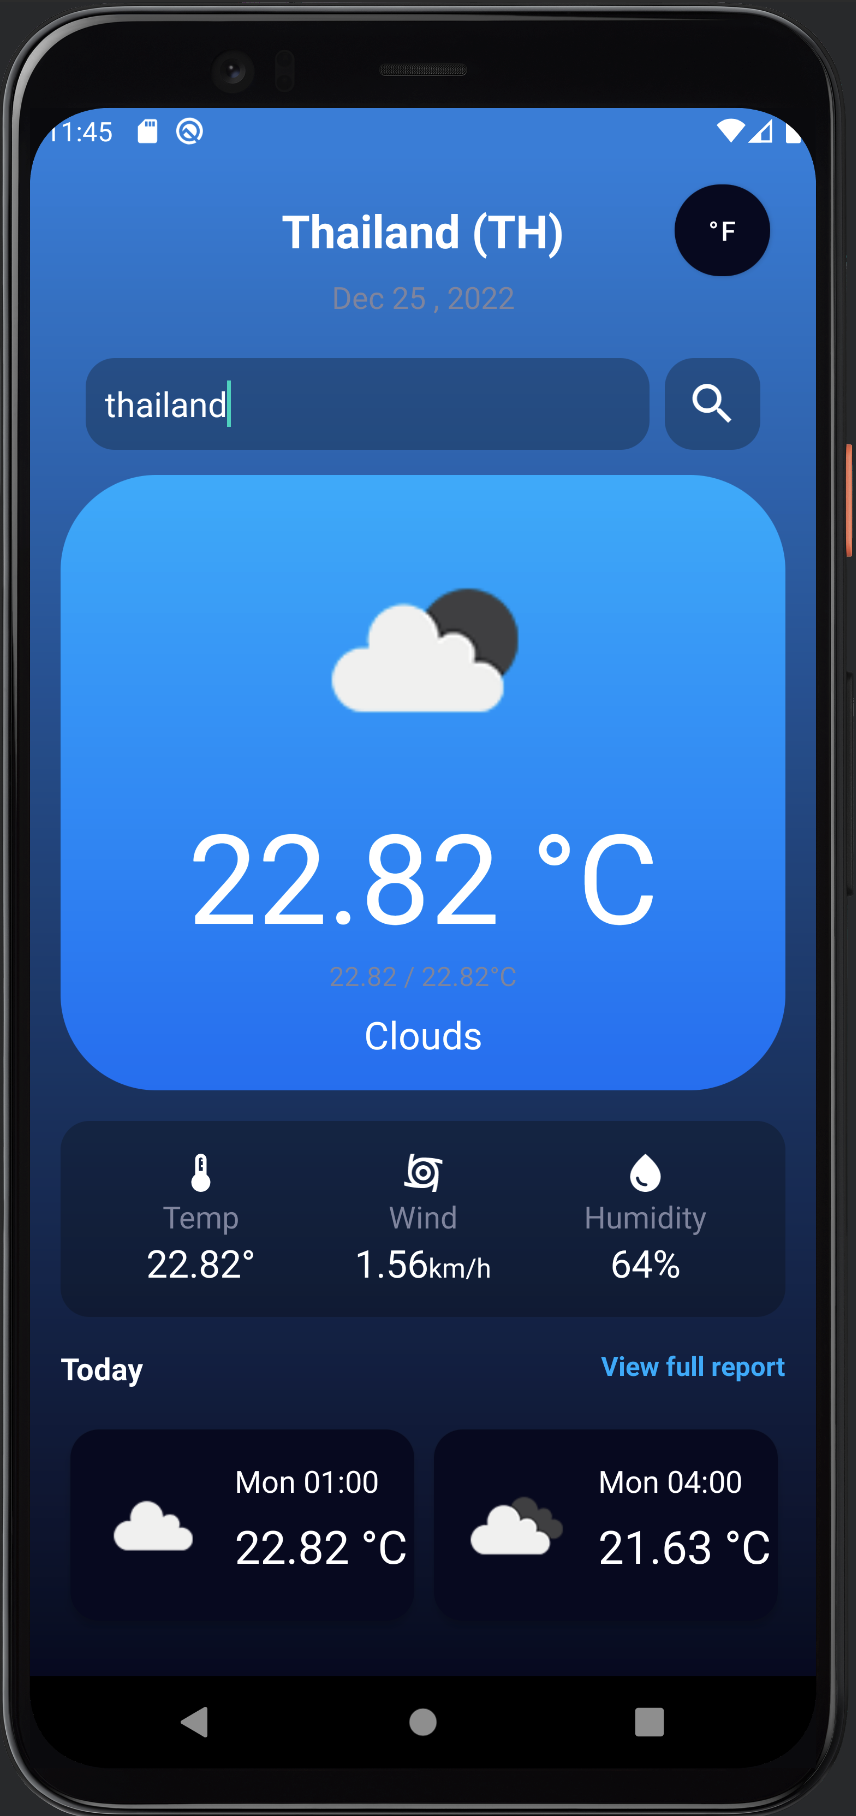 11:45
Thailand (TH)
°F
Dec 25 , 2022
thailand
22.82 °C
22.82 / 22.82°C
Clouds
Temp Wind Humidity
22.82° 1.56km/h 64%
Today View full report
Mon 01:00 Mon 04:00
22.82 °C 21.63 °C